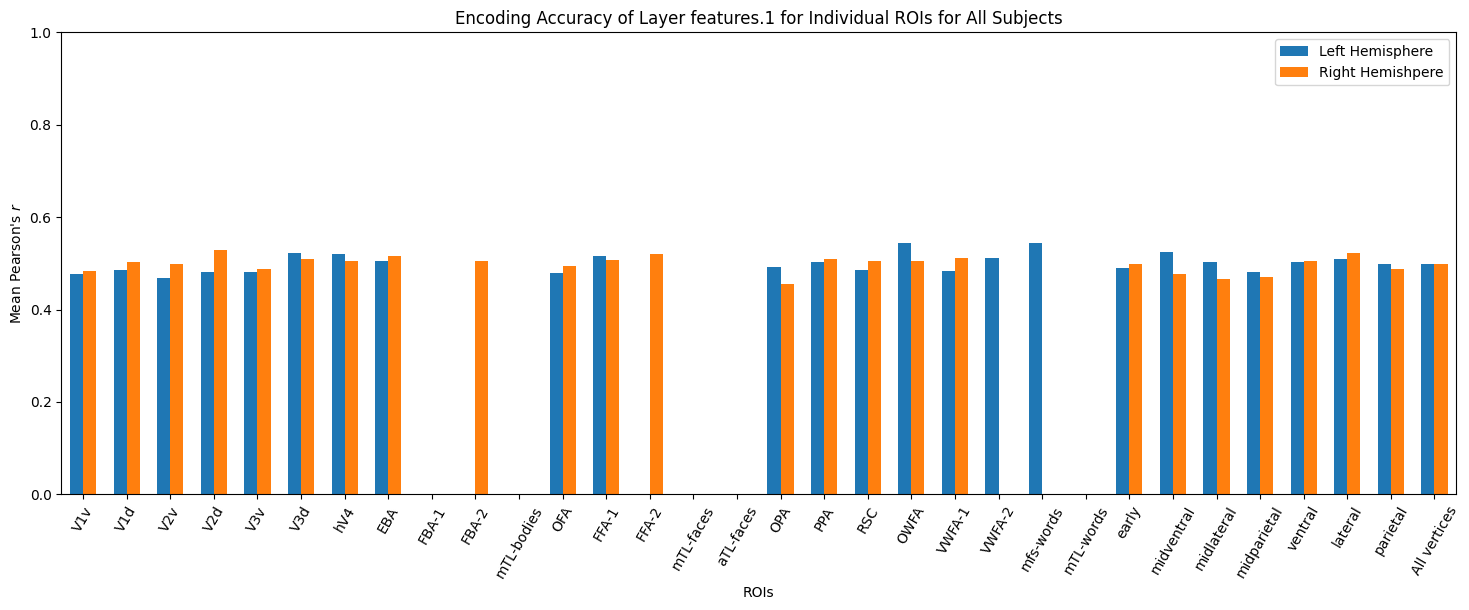 Encoding Accuracy of Layer features.1 for Individual ROIs for All Subjects
Left Hemisphere
Right Hemishpere
Mean Pearson's r
1.0
0.8
0.6
0.4
0.2
0.0
V1v
V1d
V2v
V2d
V3v
V3d
hV4
EBA
FBA-1
FBA-2
mTL-bodies
OFA
FFA-1
FFA-2
mTL-faces
aTL-faces
OPA
PPA
RSC
OWFA
VWFA-1
VWFA-2
mfs-words
mTL-words
early
midventral
midlateral
midparietal
ventral
lateral
parietal
All vertices
ROIs